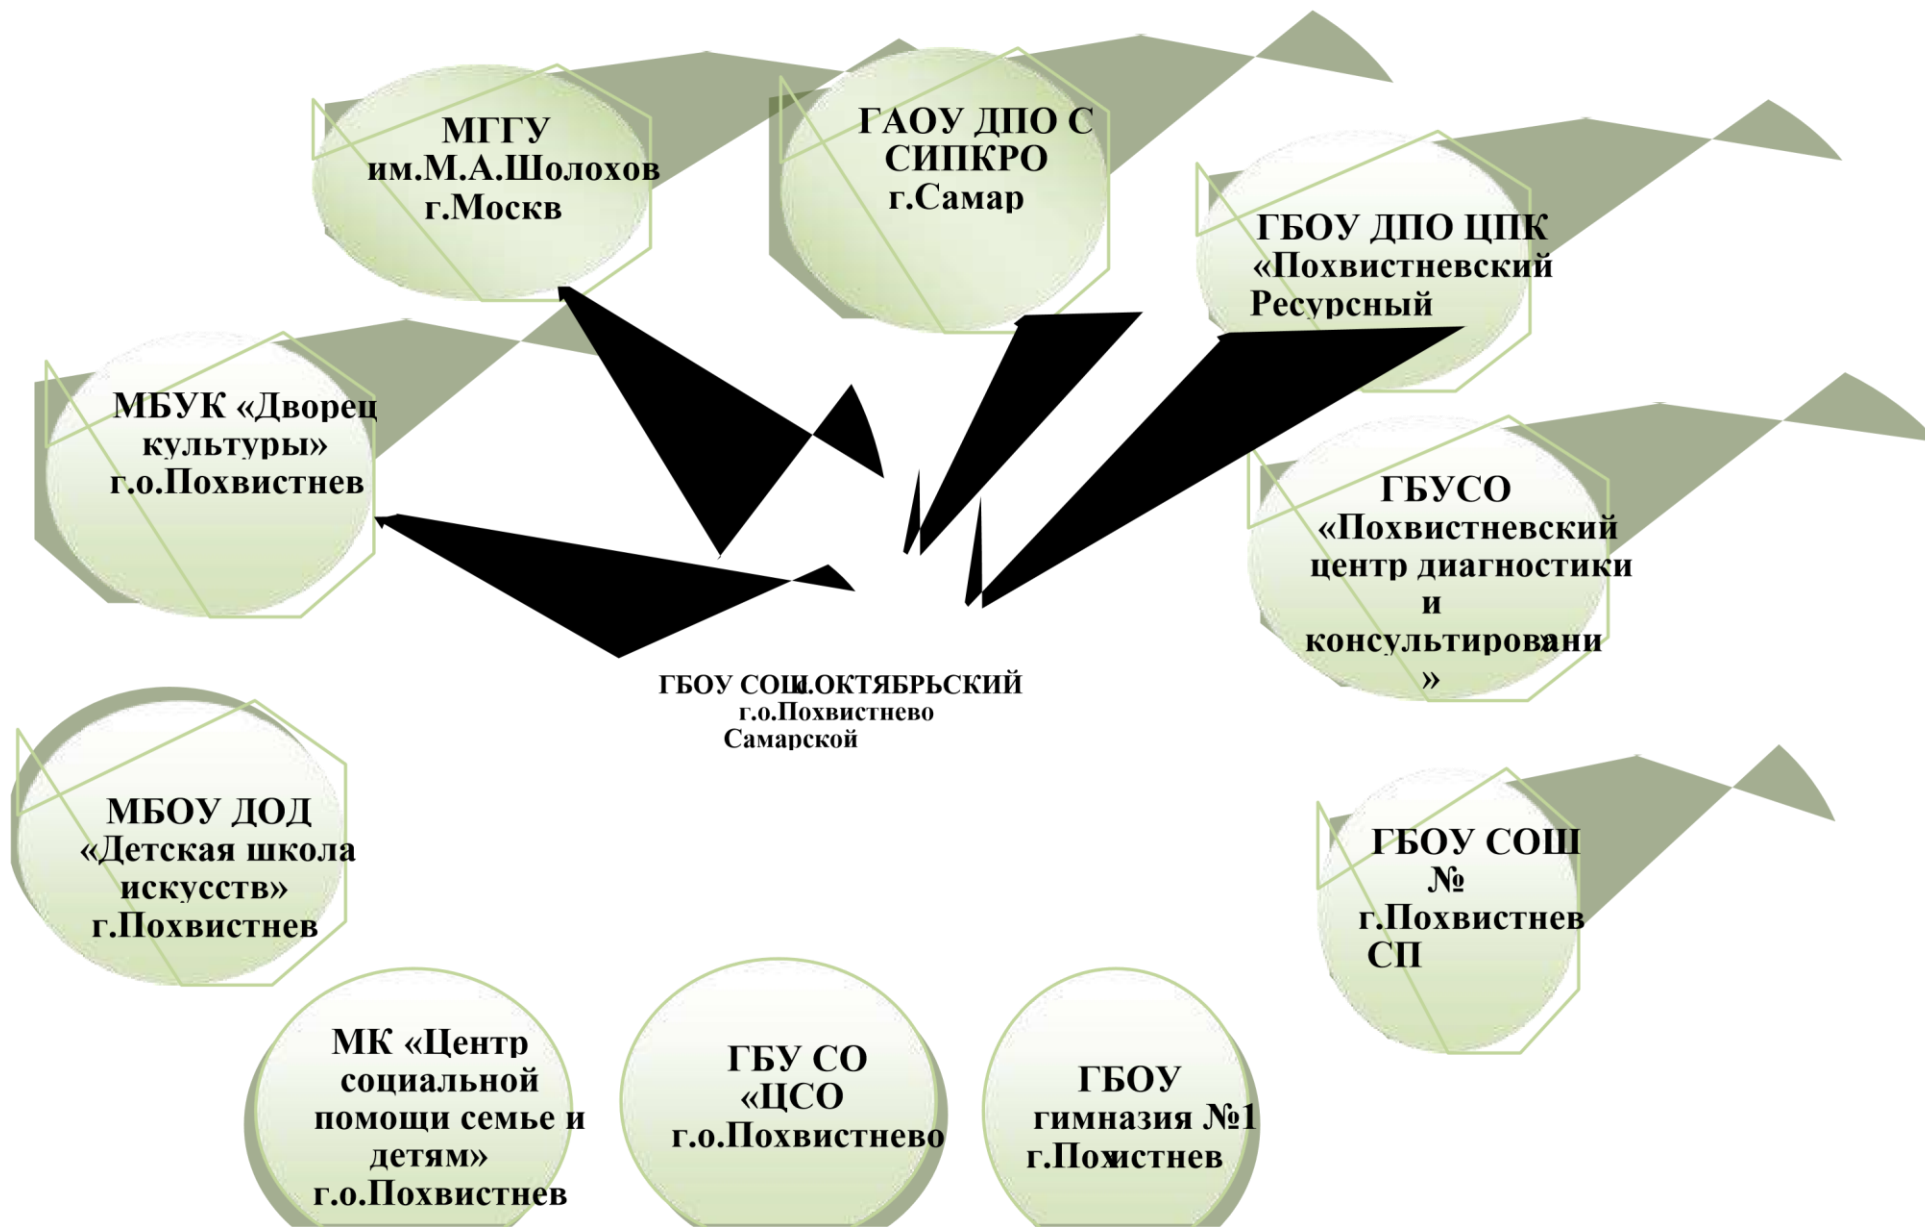 МГГУ
им.М.А.Шолохов
г.Москв
ГАОУ ДПО С
СИПКРО
г.Самар
ГБОУ ДПО ЦПК
«Похвистневский
Ресурсный
МБУК «Дворец
культуры»
г.о.Похвистнев
ГБУСО
«Похвистневский
центр диагностики
и
консультировани
»
ГБОУ СОШ ОКТЯБРЬСКИЙ
г.о.Похвистнево
Самарской
МБОУ ДОД
«Детская школа
искусств»
г.Похвистнев
ГБОУ СОШ
№
г.Похвистнев
СП
МК «Центр
социальной
помощи семье и
детям»
г.о.Похвистнев
ГБУ СО
«ЦСО
г.о.Похвистнево
ГБОУ
гимназия №1
г.Похистнев